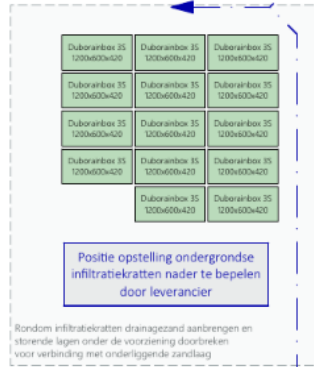 Duborainbox 3S Duborainbox 3S Duborainbox 3S
1200x600x420 1200x600x420 1200x600x420
Duborainbox 3S Duborainbox 3S Duborainbox 3S
1200x600x420 1200x600x420 1200x600x420
Duborainbox 3S Duborainbox 3S Duborainbox 3S
1200x600x420 1200x600x420 1200x600x420
Duborainbox 3S Duborainbox 3S Duborainbox 3S
1200x600x420 1200x600x420 1200x600x420
Duborainbox 3S Duborainbox 3S
1200x600x420 1200x600x420
Positie opstelling ondergrondse
infiltratiekratten nader te bepelen
door leverancier
Rondom infiltratiekratten drainagezand aanbrengen en
storende lagen onder de voorziening doorbreken
voor verbinding met onderliggende zandlaag